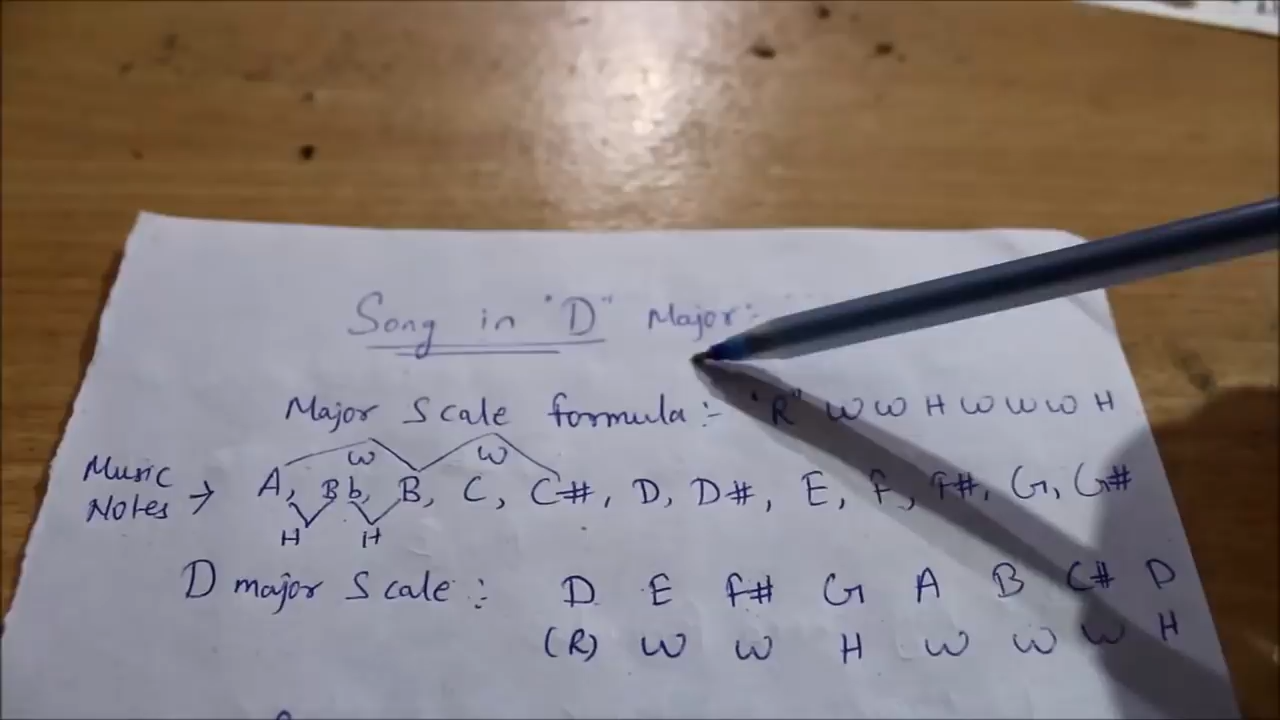 Song in "D" Major:-
Major Scale formula:- "R" W W H W W W H
W W
Music Notes → A, Bb, B, C, C#, D, D#, E, F, F#, G, G#
H H
D major Scale :- D E F# G A B C# D
(R) W W H W W W H